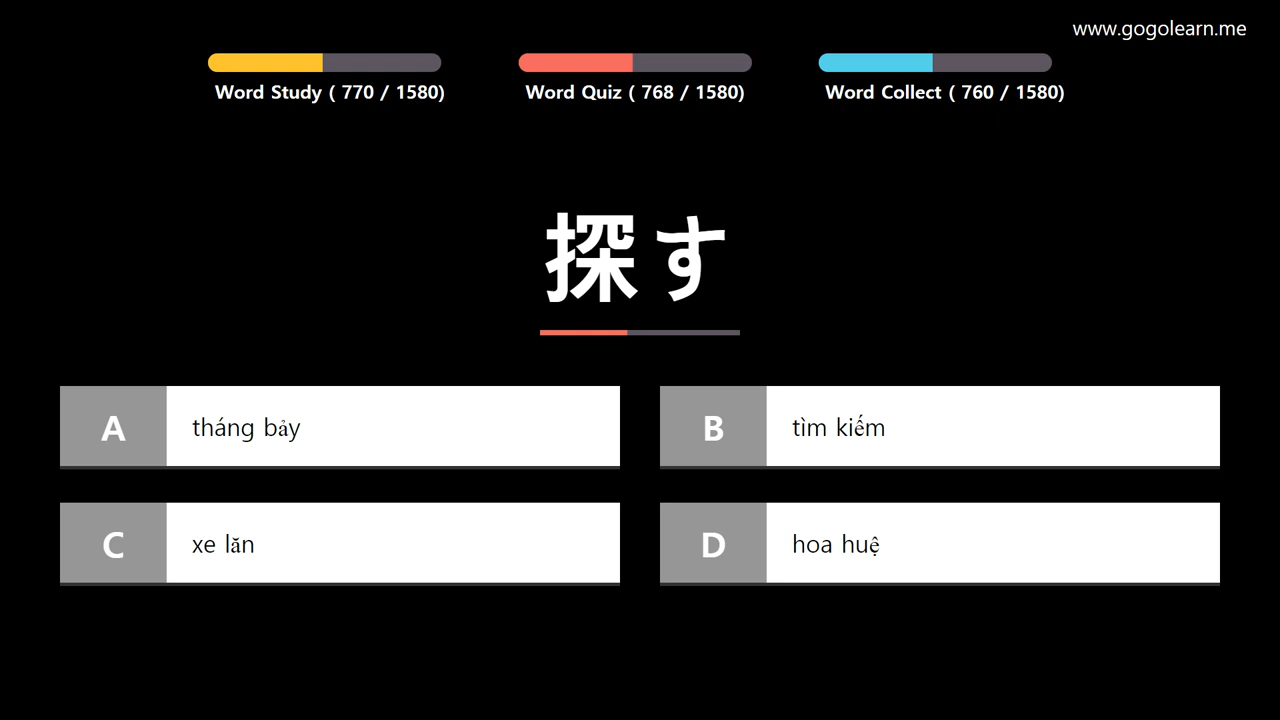 www.gogolearn.me
Word Study ( 770 / 1580)
Word Quiz ( 768 / 1580)
Word Collect ( 760 / 1580)
探す
A
tháng bảy
B
tìm kiếm
C
xe lăn
D
hoa huệ